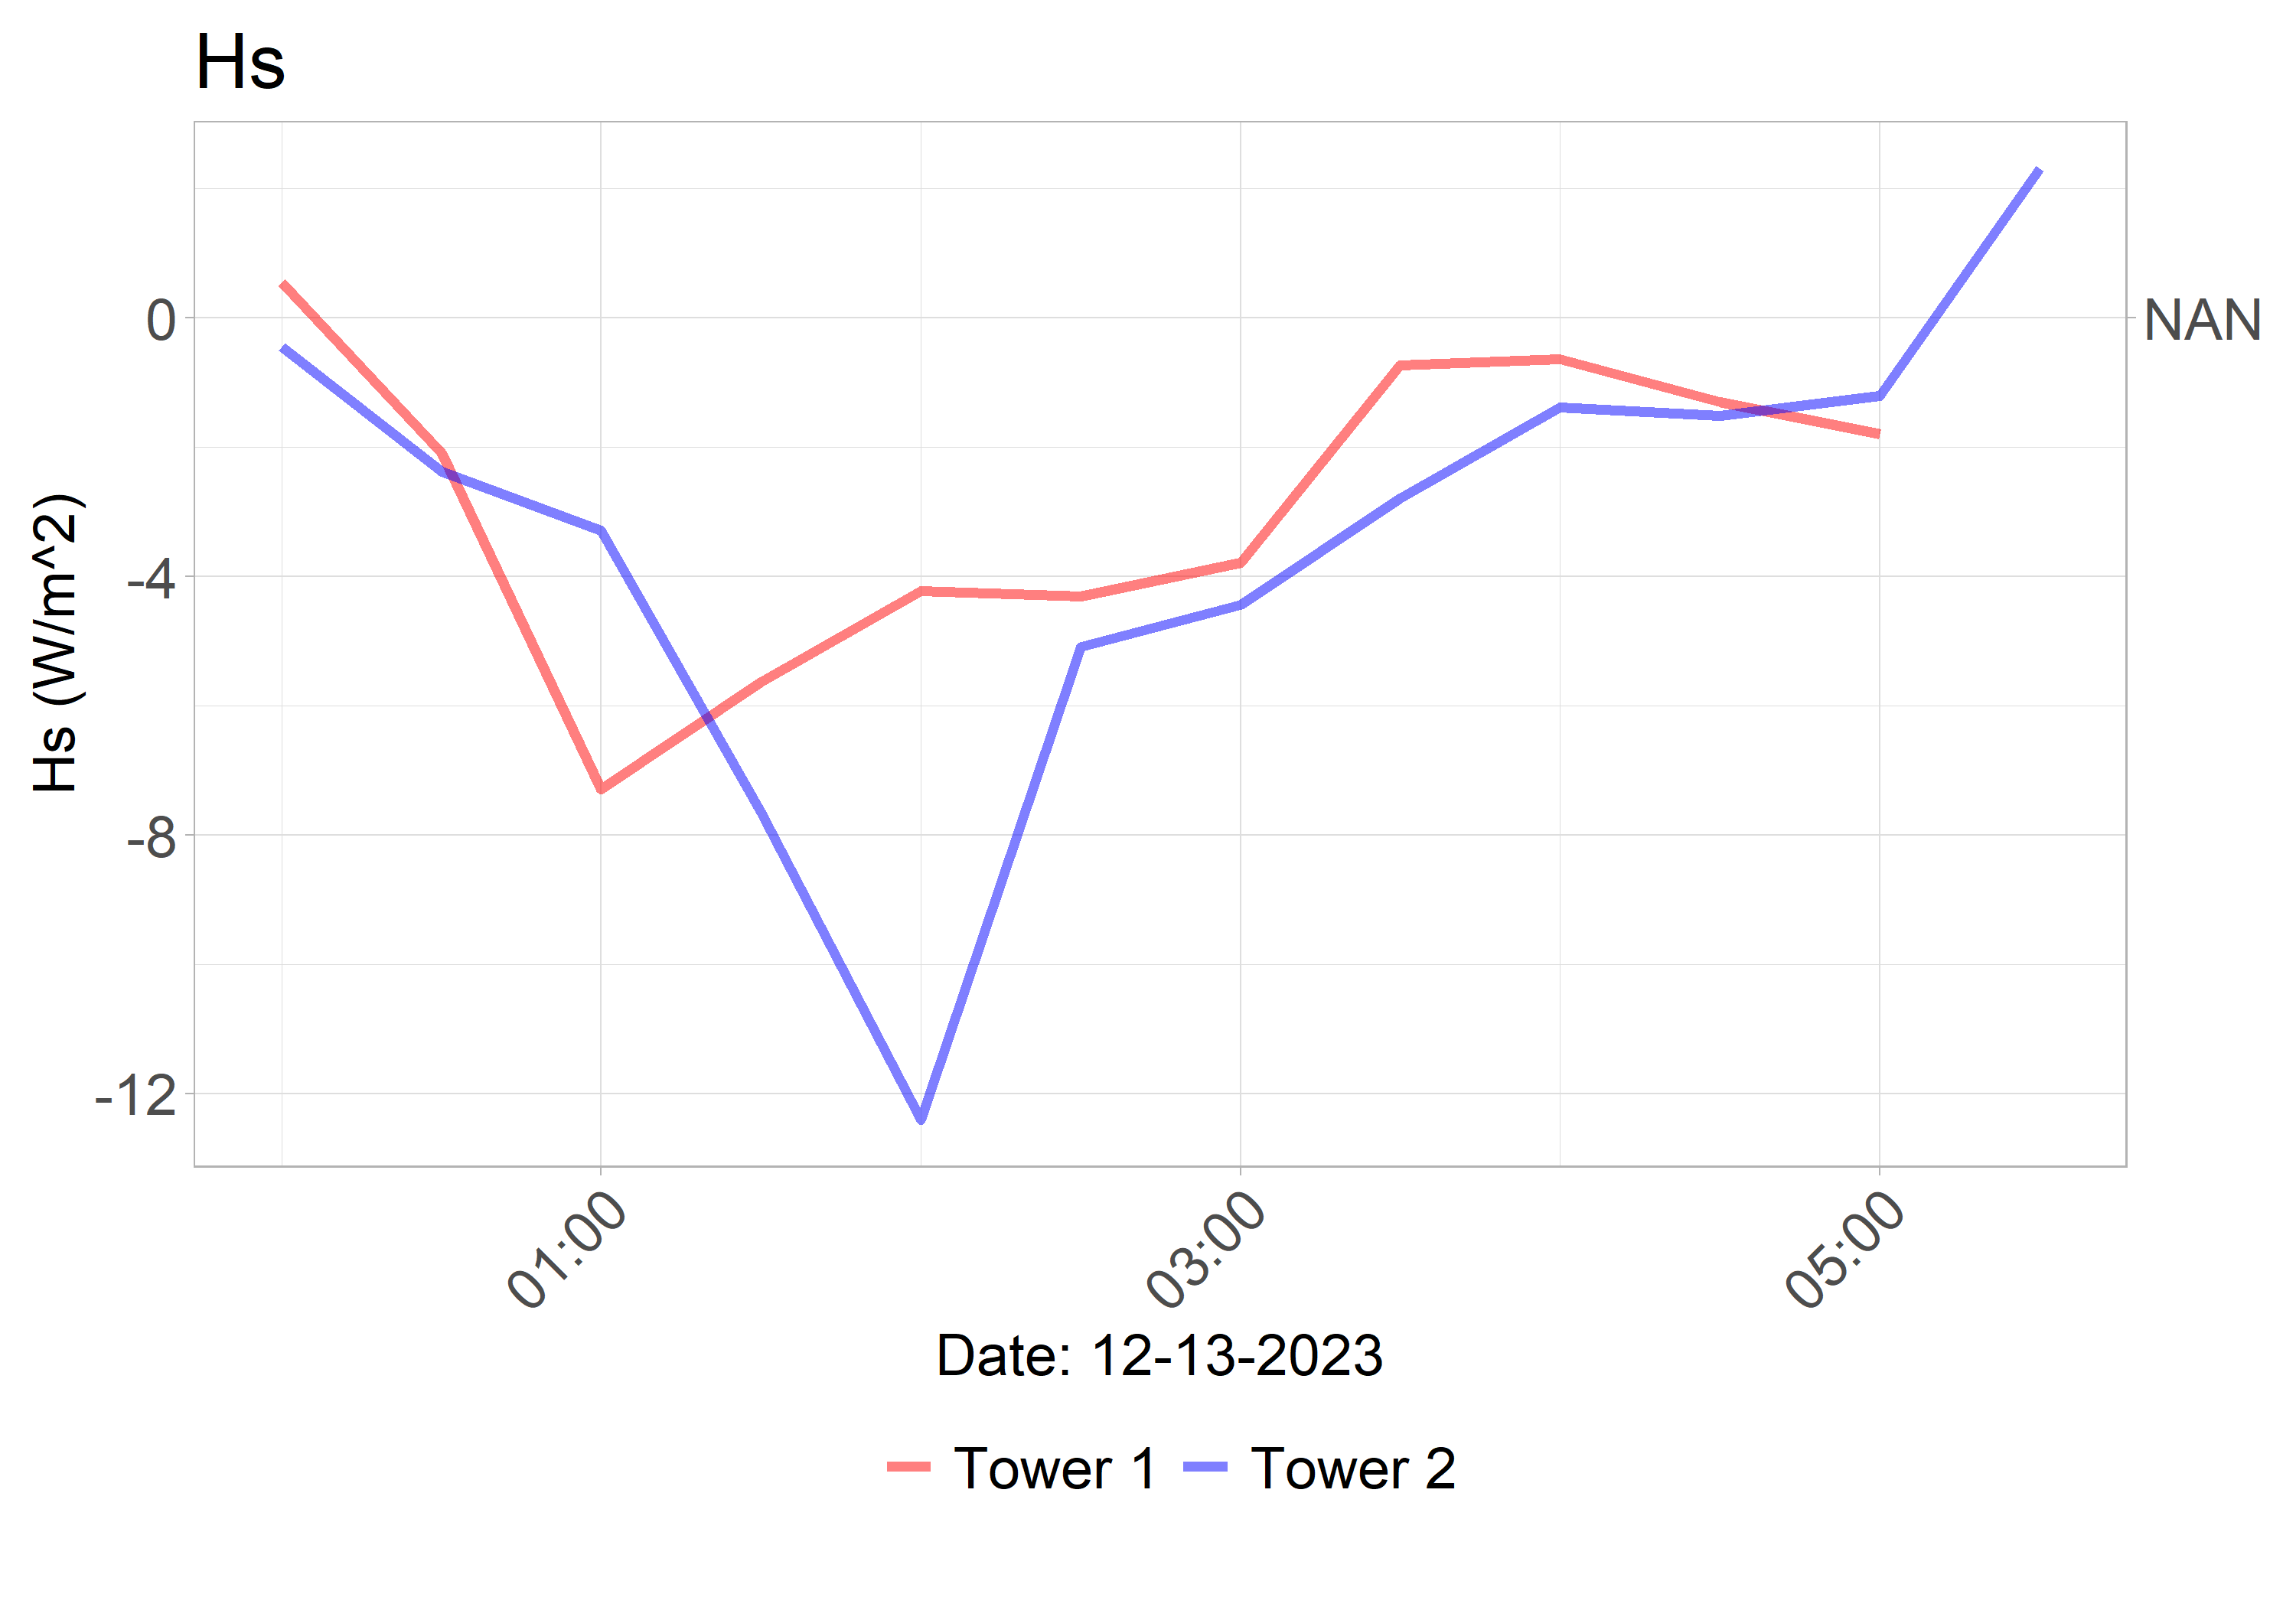 Hs
Hs (W/m^2)
0
-4
-8
-12
NAN
01:00
03:00
05:00
Date: 12-13-2023
Tower 1
Tower 2